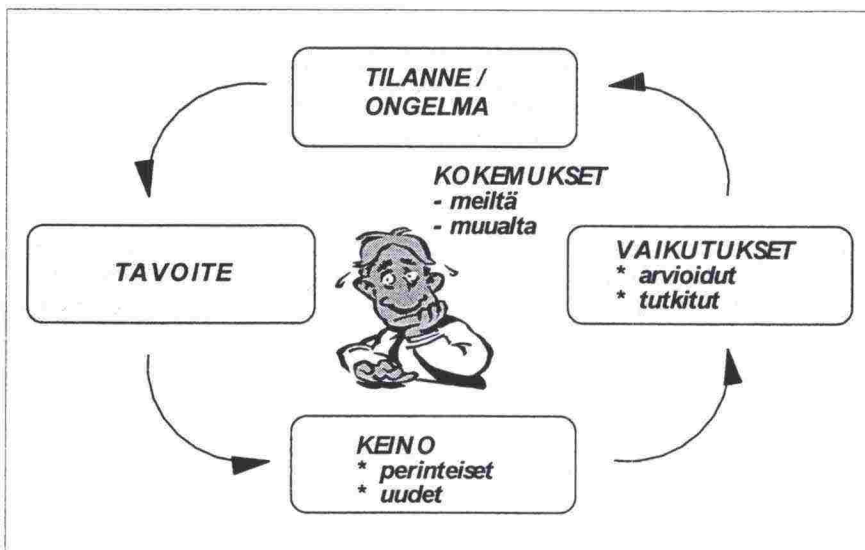 TILANNE /
ONGELMA
KOKEMUKSET
- meiltä
- muualta
TAVOITE
VAIKUTUKSET
* arvioidut
* tutkitut
KEINO
* perinteiset
* uudet